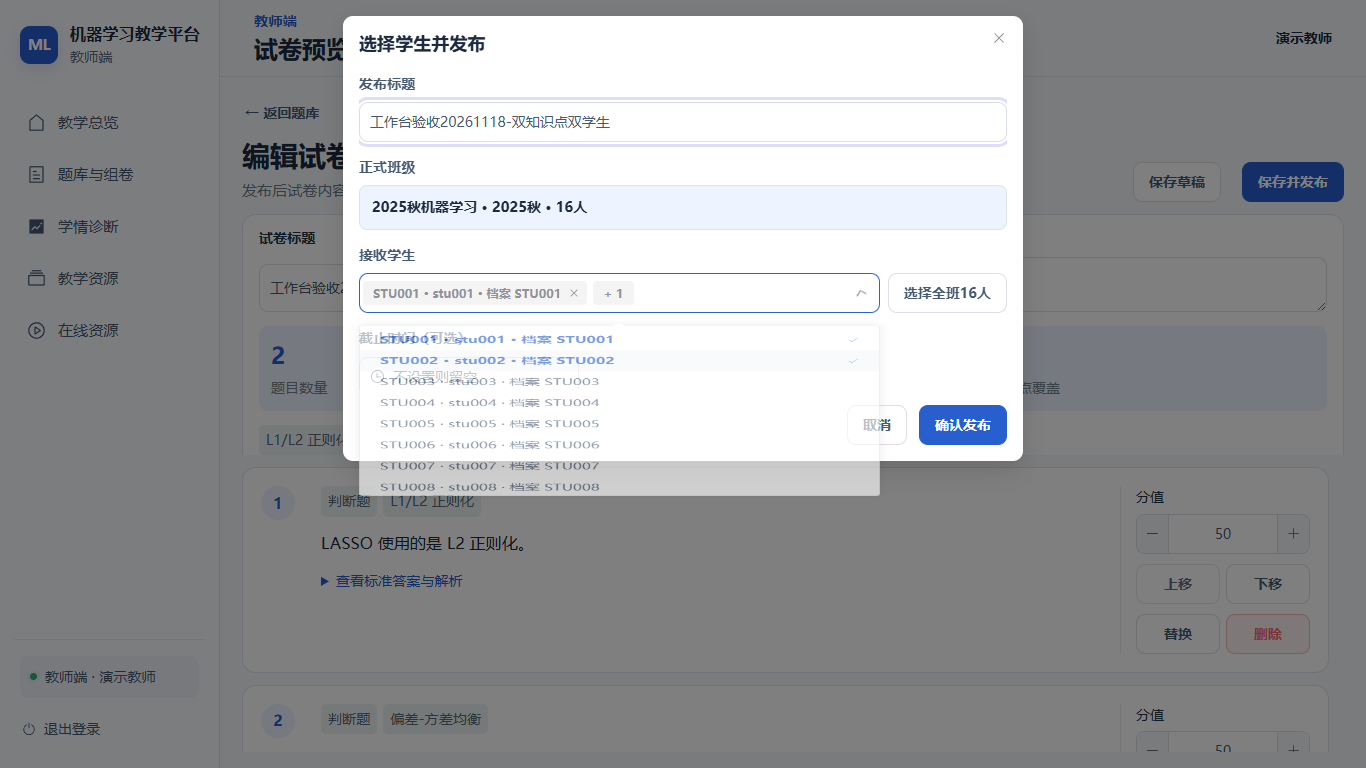 ML
机器学习教学平台
教师端
教学总览
题库与组卷
学情诊断
教学资源
在线资源
教师端 · 演示教师
退出登录
教师端
试卷预览
演示教师
← 返回题库
编辑试卷
发布后试卷内容
保存草稿
保存并发布
试卷标题
工作台验收2
2
题目数量
点覆盖
L1/L2 正则化
选择学生并发布
发布标题
工作台验收20261118-双知识点双学生
正式班级
2025秋机器学习 • 2025秋 • 16人
接收学生
STU001 · stu001 · 档案 STU001
+ 1
选择全班16人
截止时间（可选）
不设置则留空
STU001 · stu001 · 档案 STU001
STU002 · stu002 · 档案 STU002
STU003 · stu003 · 档案 STU003
STU004 · stu004 · 档案 STU004
STU005 · stu005 · 档案 STU005
STU006 · stu006 · 档案 STU006
STU007 · stu007 · 档案 STU007
STU008 · stu008 · 档案 STU008
取消
确认发布
1
判断题
L1/L2 正则化
LASSO 使用的是 L2 正则化。
查看标准答案与解析
分值
50
上移
下移
替换
删除
2
判断题
偏差-方差均衡
分值
50